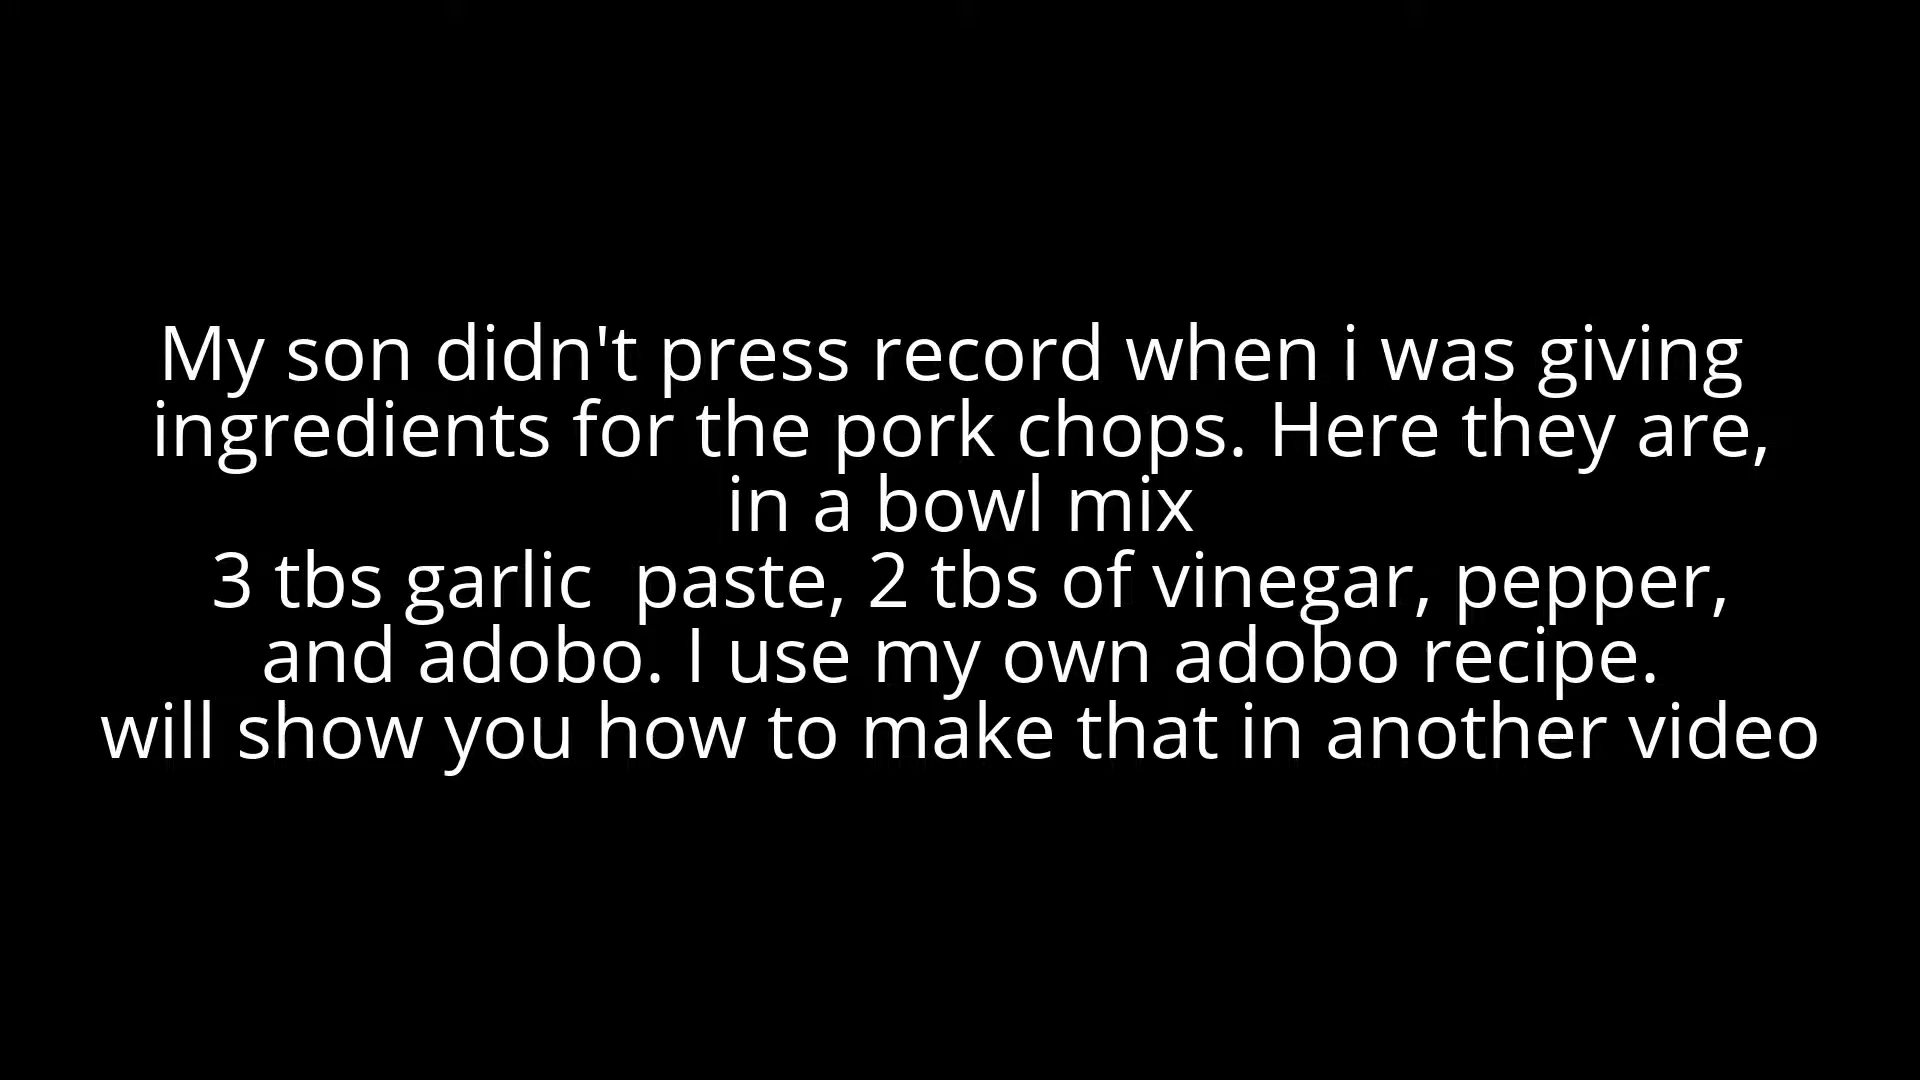 My son didn't press record when i was giving
ingredients for the pork chops. Here they are,
in a bowl mix
3 tbs garlic  paste, 2 tbs of vinegar, pepper,
and adobo. I use my own adobo recipe.
will show you how to make that in another video